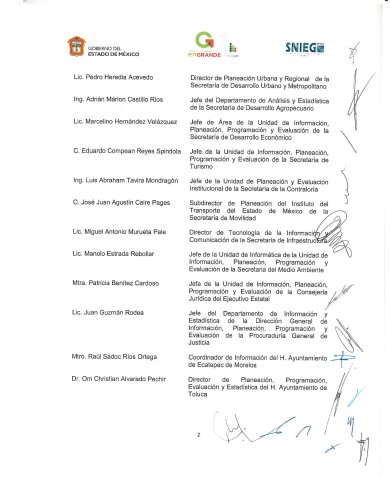 GOBIERNO DEL
ESTADO DE MÉXICO
enGRANDE
SNIEG
Lic. Pedro Heredia Acevedo
Director de Planeación Urbana y Regional de la
Secretaría de Desarrollo Urbano y Metropolitano
Ing. Adrián Márlon Castillo Ríos
Jefe del Departamento de Análisis y Estadística
de la Secretaría de Desarrollo Agropecuario
Lic. Marcelino Hernández Velázquez
Jefe de Área de la Unidad de Información,
Planeación, Programación y Evaluación de la
Secretaría de Desarrollo Económico
C. Eduardo Compean Reyes Spíndola
Jefe de la Unidad de Información, Planeación,
Programación y Evaluación de la Secretaría de
Turismo
Ing. Luis Abraham Tavira Mondragón
Jefe de la Unidad de Planeación y Evaluación
Institucional de la Secretaría de la Contraloría
C. José Juan Agustín Caire Pages
Subdirector de Planeación del Instituto del
Transporte del Estado de México de la
Secretaría de Movilidad
Lic. Miguel Antonio Murueta Pale
Director de Tecnología de la Información y
Comunicación de la Secretaría de Infraestructura
Lic. Manolo Estrada Rebollar
Jefe de la Unidad de Informática de la Unidad de
Información, Planeación, Programación y
Evaluación de la Secretaría del Medio Ambiente
Mtra. Patricia Benítez Cardoso
Jefa de la Unidad de Información, Planeación,
Programación y Evaluación de la Consejería
Jurídica del Ejecutivo Estatal
Lic. Juan Guzmán Rodea
Jefe del Departamento de Información y
Estadística de la Dirección General de
Información, Planeación, Programación y
Evaluación de la Procuraduría General de
Justicia
Mtro. Raúl Sadoc Ríos Ortega
Coordinador de Información del H. Ayuntamiento
de Ecatepec de Morelos
Dr. Om Christian Alvarado Pechir
Director de Planeación, Programación,
Evaluación y Estadística del H. Ayuntamiento de
Toluca
2